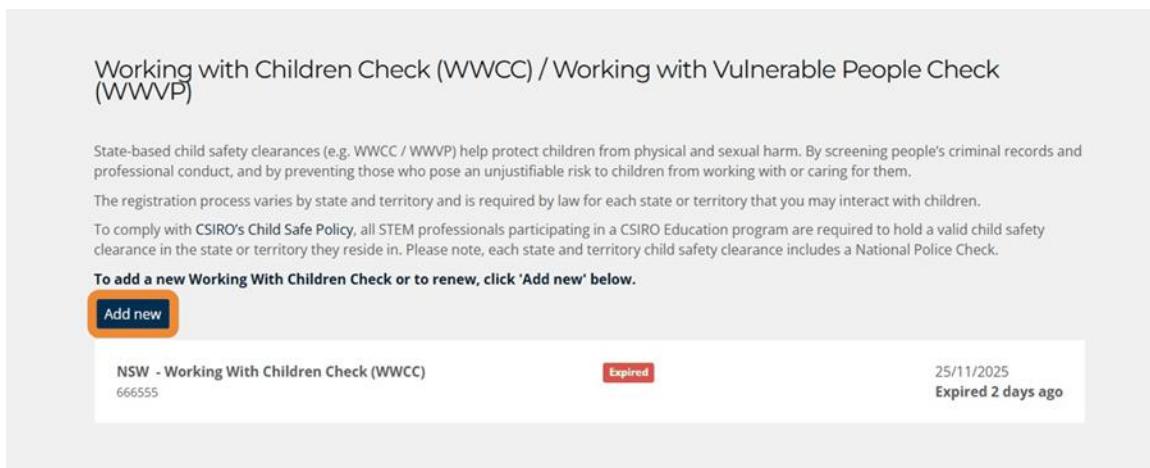 Working with Children Check (WWCC) / Working with Vulnerable People Check
(WWVP)
State-based child safety clearances (e.g. WWCC / WWVP) help protect children from physical and sexual harm. By screening people's criminal records and
professional conduct, and by preventing those who pose an unjustifiable risk to children from working with or caring for them.
The registration process varies by state and territory and is required by law for each state or territory that you may interact with children.
To comply with CSIRO's Child Safe Policy, all STEM professionals participating in a CSIRO Education program are required to hold a valid child safety
clearance in the state or territory they reside in. Please note, each state and territory child safety clearance includes a National Police Check.
To add a new Working With Children Check or to renew, click 'Add new' below.
Add new
NSW - Working With Children Check (WWCC) Expired 25/11/2025
666555 Expired 2 days ago